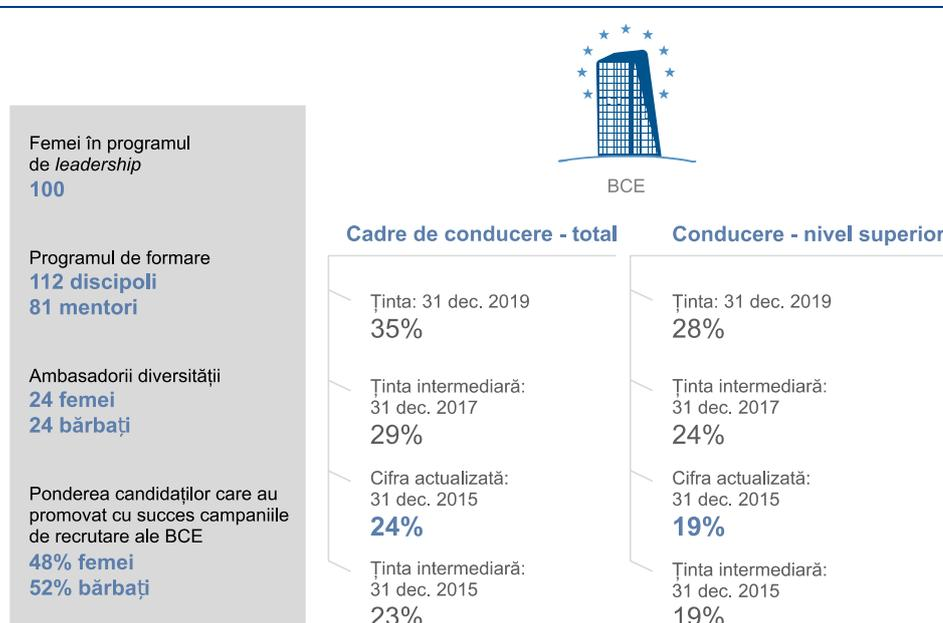 BCE
Femei în programul
de leadership
100
Programul de formare
112 discipoli
81 mentori
Ambasadorii diversității
24 femei
24 bărbați
Ponderea candidaților care au
promovat cu succes campaniile
de recrutare ale BCE
48% femei
52% bărbați
Cadre de conducere - total
Ținta: 31 dec. 2019
35%
Ținta intermediară:
31 dec. 2017
29%
Cifra actualizată:
31 dec. 2015
24%
Ținta intermediară:
31 dec. 2015
23%
Conducere - nivel superior
Ținta: 31 dec. 2019
28%
Ținta intermediară:
31 dec. 2017
24%
Cifra actualizată:
31 dec. 2015
19%
Ținta intermediară:
31 dec. 2015
19%